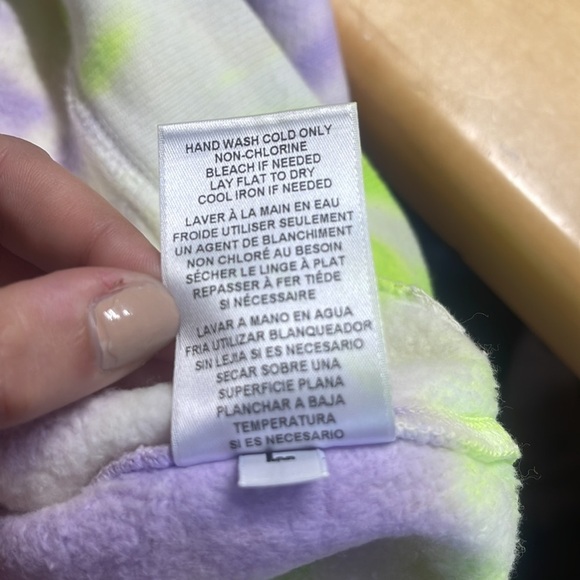 HAND WASH COLD ONLY
NON-CHLORINE
BLEACH IF NEEDED
LAY FLAT TO DRY
COOL IRON IF NEEDED
LAVER À LA MAIN EN EAU
FROIDE UTILISER SEULEMENT
UN AGENT DE BLANCHIMENT
NON CHLORÉ AU BESOIN
SÉCHER LE LINGE À PLAT
REPASSER À FER TIÉDE
SI NÉCESSAIRE
LAVAR A MANO EN AGUA
FRIA UTILIZAR BLANQUEADOR
SIN LEJIA SI ES NECESARIO
SECAR SOBRE UNA
SUPERFICIE PLANA
PLANCHAR A BAJA
TEMPERATURA
SI ES NECESARIO